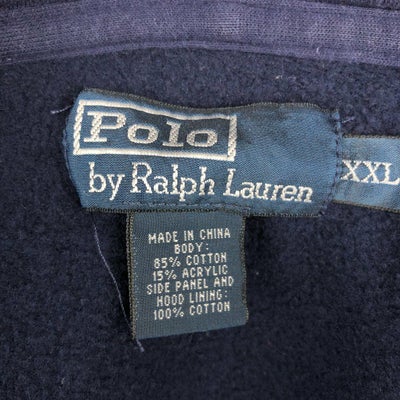 Polo
by Ralph Lauren
XXL
MADE IN CHINA
BODY:
85% COTTON
15% ACRYLIC
SIDE PANEL AND
HOOD LINING:
100% COTTON